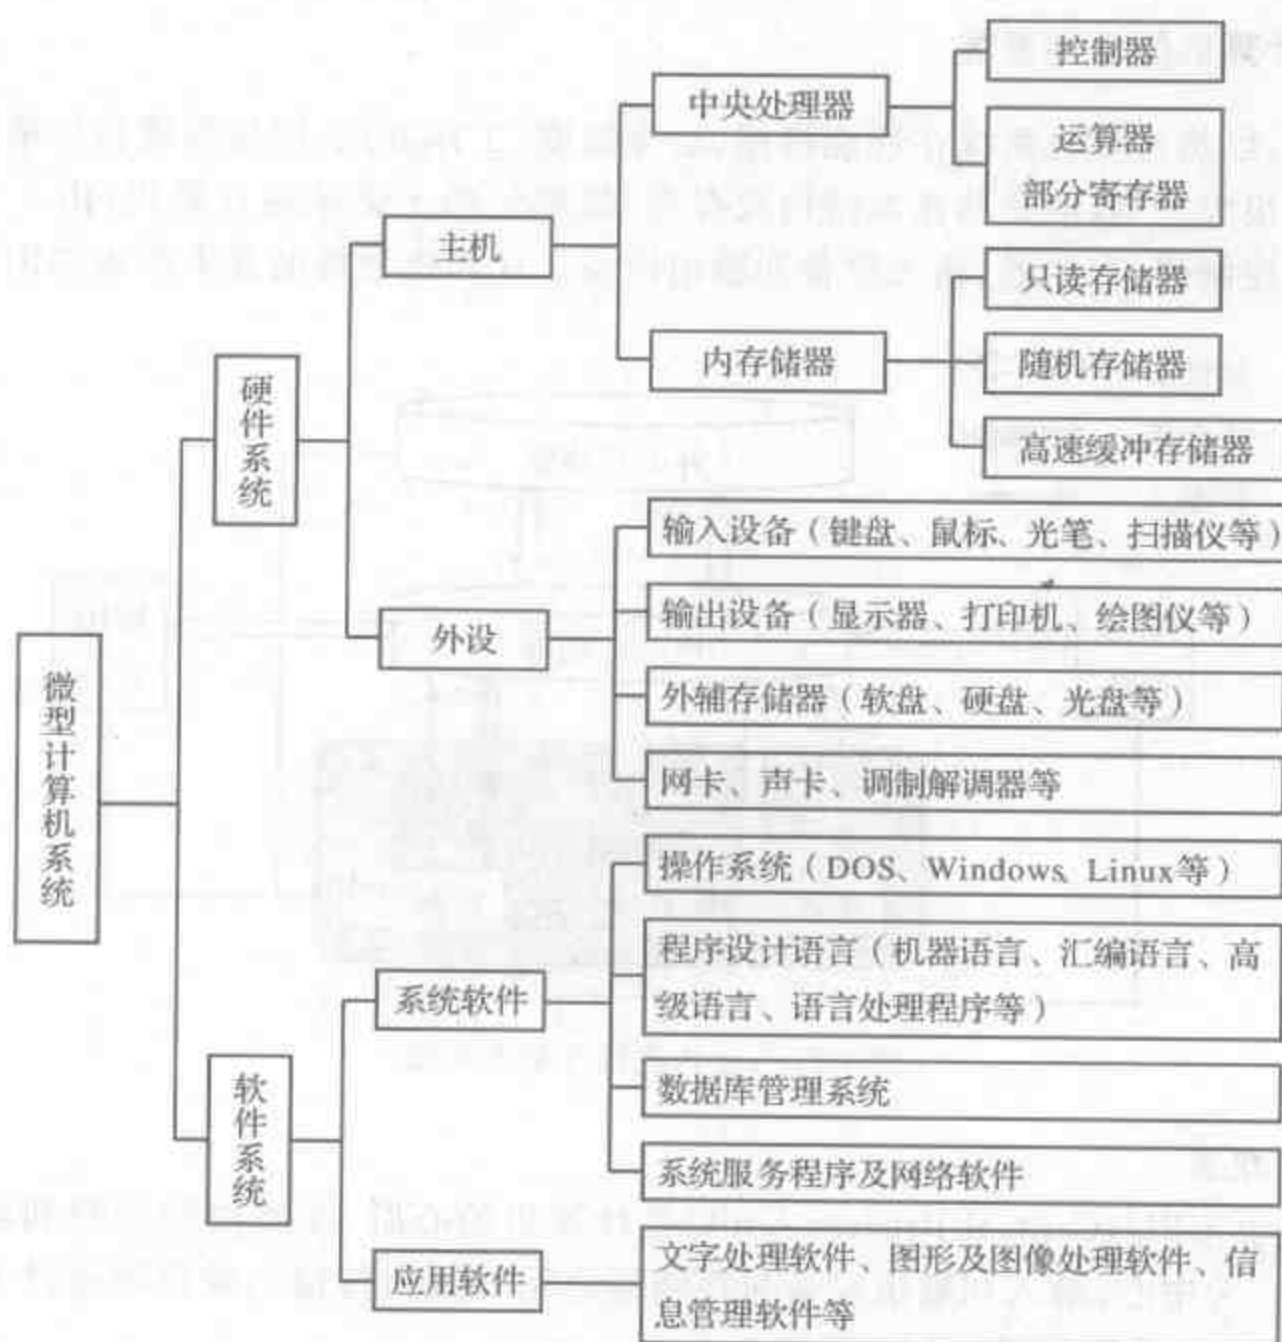 微型计算机系统
硬件系统
主机
中央处理器
控制器
运算器
部分寄存器
内存储器
只读存储器
随机存储器
高速缓冲存储器
外设
输入设备（键盘、鼠标、光笔、扫描仪等）
输出设备（显示器、打印机、绘图仪等）
外辅存储器（软盘、硬盘、光盘等）
网卡、声卡、调制解调器等
软件系统
系统软件
操作系统（DOS、Windows、Linux等）
程序设计语言（机器语言、汇编语言、高
级语言、语言处理程序等）
数据库管理系统
系统服务程序及网络软件
应用软件
文字处理软件、图形及图像处理软件、信
息管理软件等